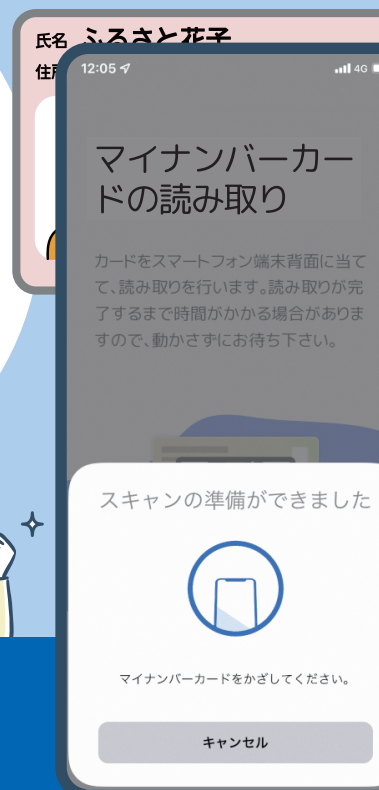 氏名 ふるさと花子
住所
12:05
4G
マイナンバーカー
ドの読み取り
カードをスマートフォン端末背面に当て
て、読み取りを行います。読み取りが完
了するまで時間がかかる場合がありま
すので、動かさずにお待ち下さい。
スキャンの準備ができました
マイナンバーカードをかざしてください。
キャンセル